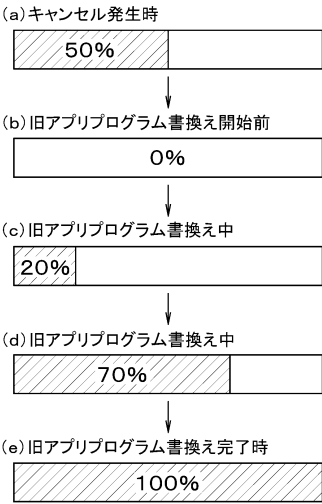 (a)キャンセル発生時
50%
(b)旧アプリプログラム書換え開始前
0%
(c)旧アプリプログラム書換え中
20%
(d)旧アプリプログラム書換え中
70%
(e)旧アプリプログラム書換え完了時
100%